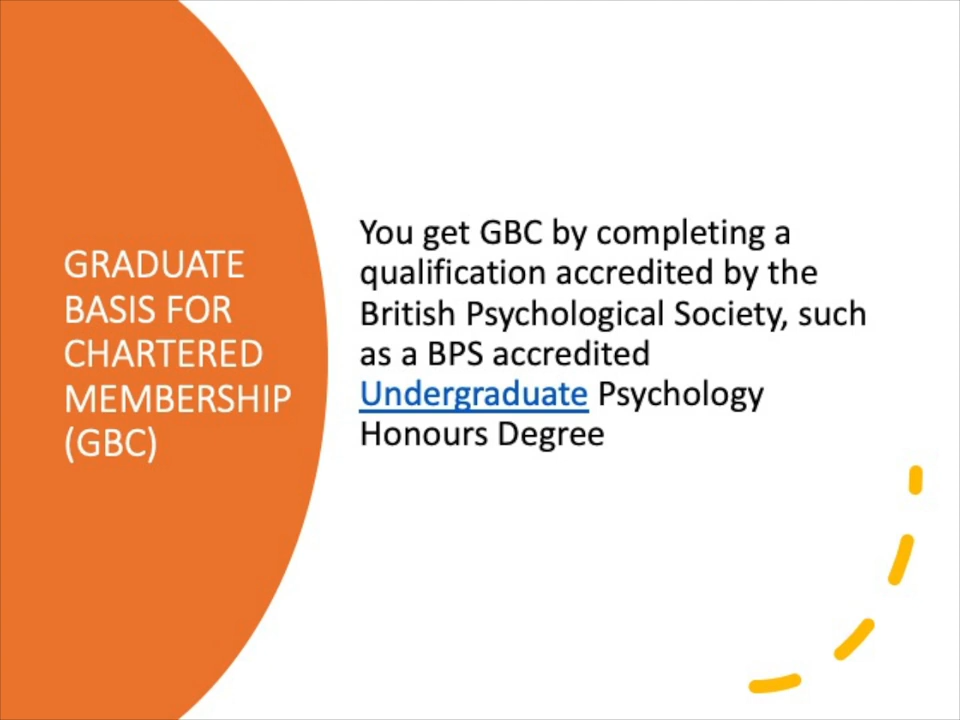 GRADUATE
BASIS FOR
CHARTERED
MEMBERSHIP
(GBC)
You get GBC by completing a
qualification accredited by the
British Psychological Society, such
as a BPS accredited
Undergraduate Psychology
Honours Degree